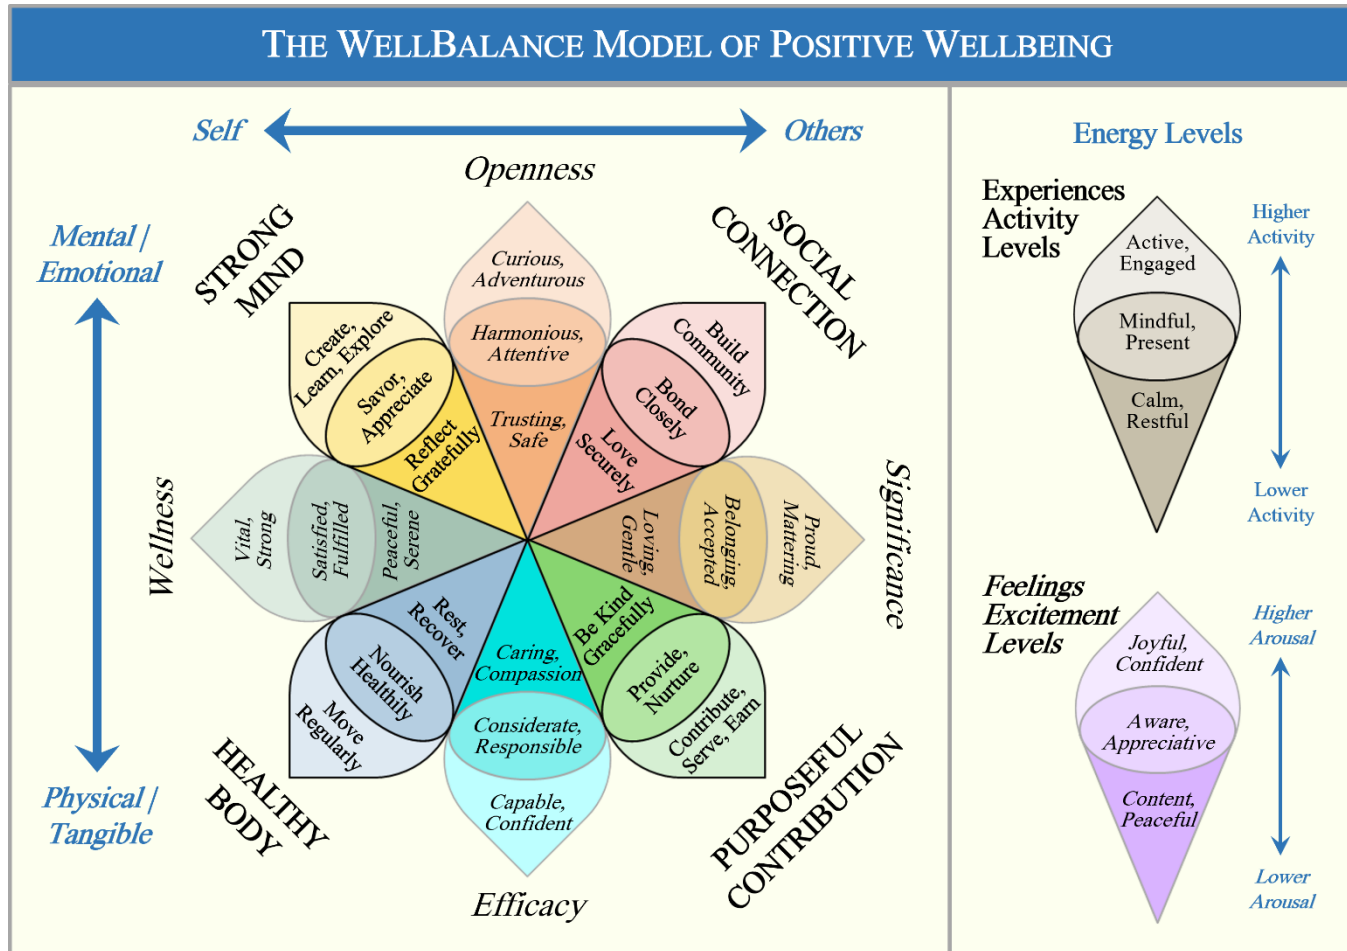 THE WELLBALANCE MODEL OF POSITIVE WELLBEING
Self
Others
Openness
Mental /
Emotional
Physical /
Tangible
STRONG
MIND
Create,
Learn, Explore
Savor,
Appreciate
Reflect
Gratefully
Curious,
Adventurous
Harmonious,
Attentive
Trusting,
Safe
SOCIAL
CONNECTION
Build
Community
Bond
Closely
Love
Securely
Wellness
Vital,
Strong
Satisfied,
Fulfilled
Peaceful,
Serene
Loving,
Gentle
Belonging,
Accepted
Proud,
Mattering
Significance
Rest,
Recover
Nourish
Healthily
Move
Regularly
HEALTHY
BODY
Caring,
Compassion
Considerate,
Responsible
Capable,
Confident
Efficacy
Be Kind
Gracefully
Provide,
Nurture
Contribute,
Serve, Earn
PURPOSEFUL
CONTRIBUTION
Energy Levels
Experiences
Activity
Levels
Active,
Engaged
Mindful,
Present
Calm,
Restful
Higher
Activity
Lower
Activity
Feelings
Excitement
Levels
Joyful,
Confident
Aware,
Appreciative
Content,
Peaceful
Higher
Arousal
Lower
Arousal